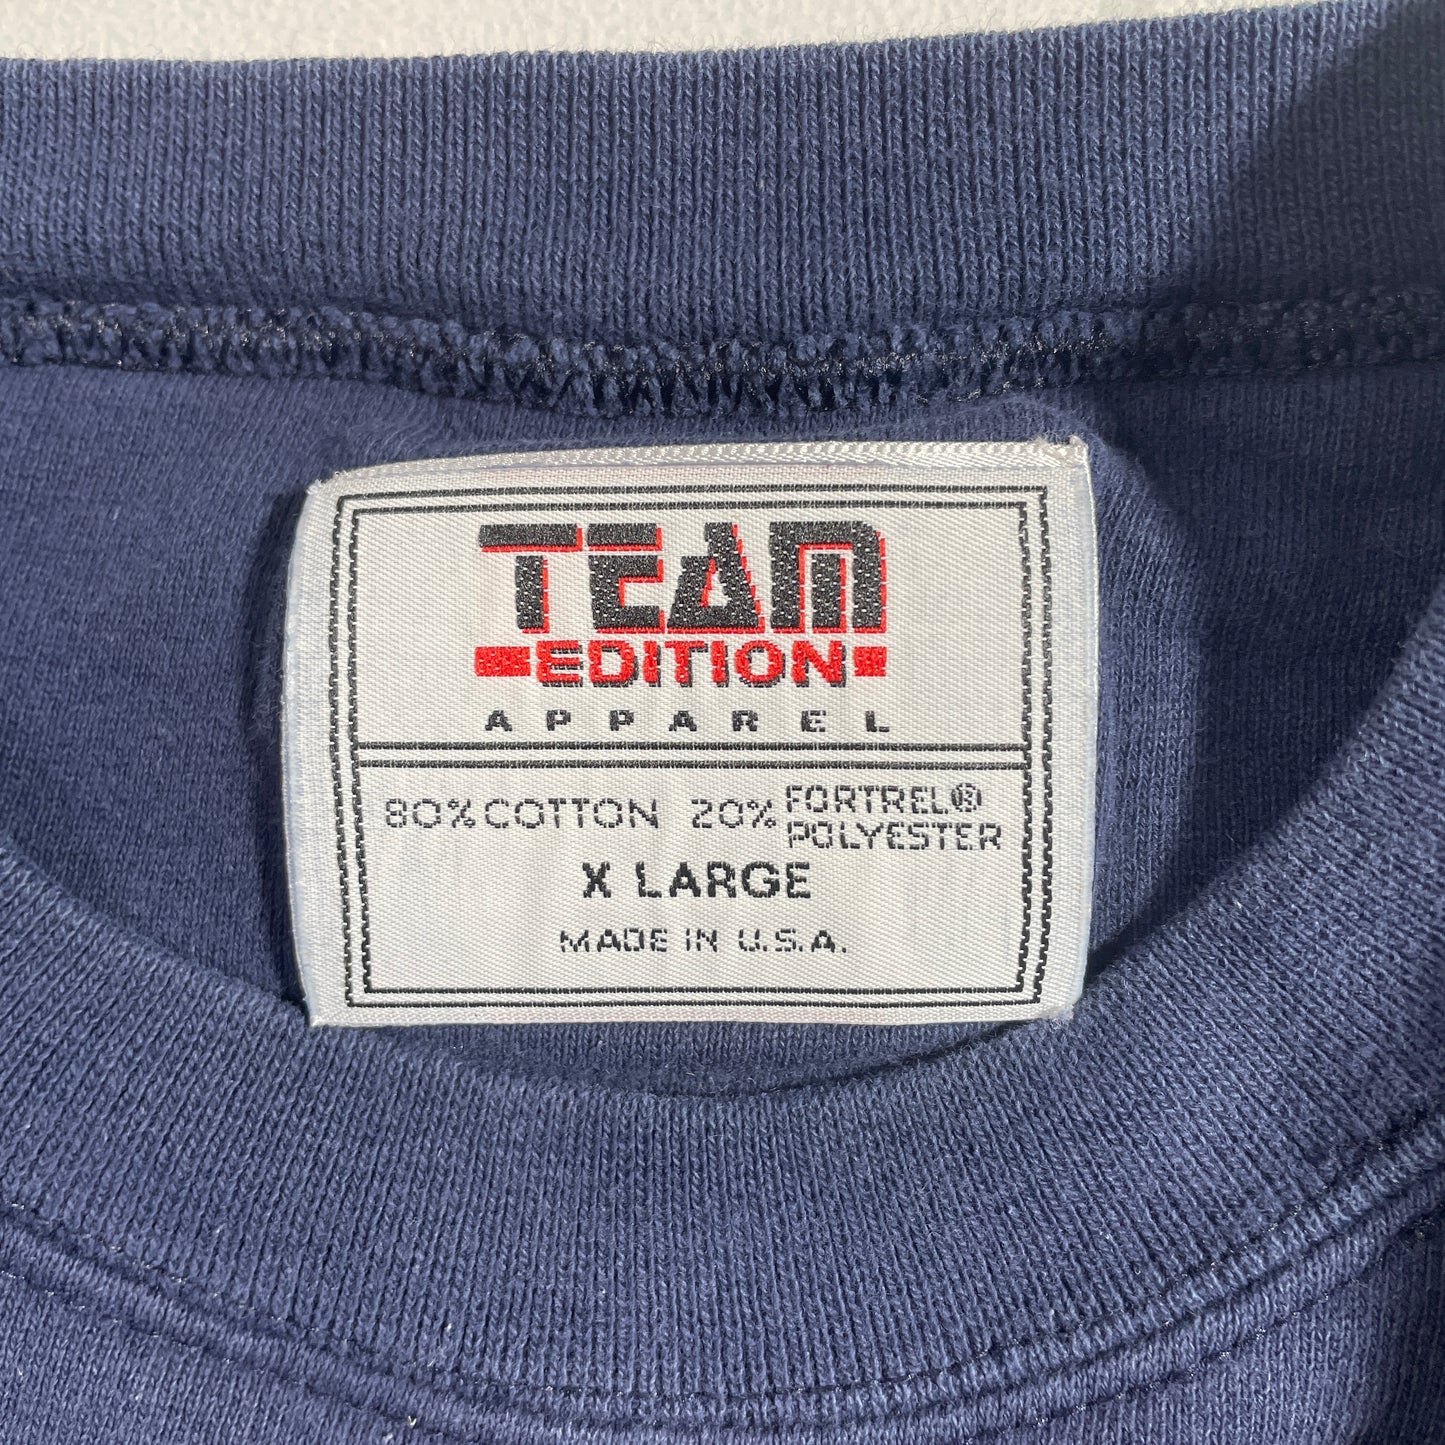 TEAM
EDITION
APPAREL
80% COTTON 20% FORTREL®
POLYESTER
X LARGE
MADE IN U.S.A.